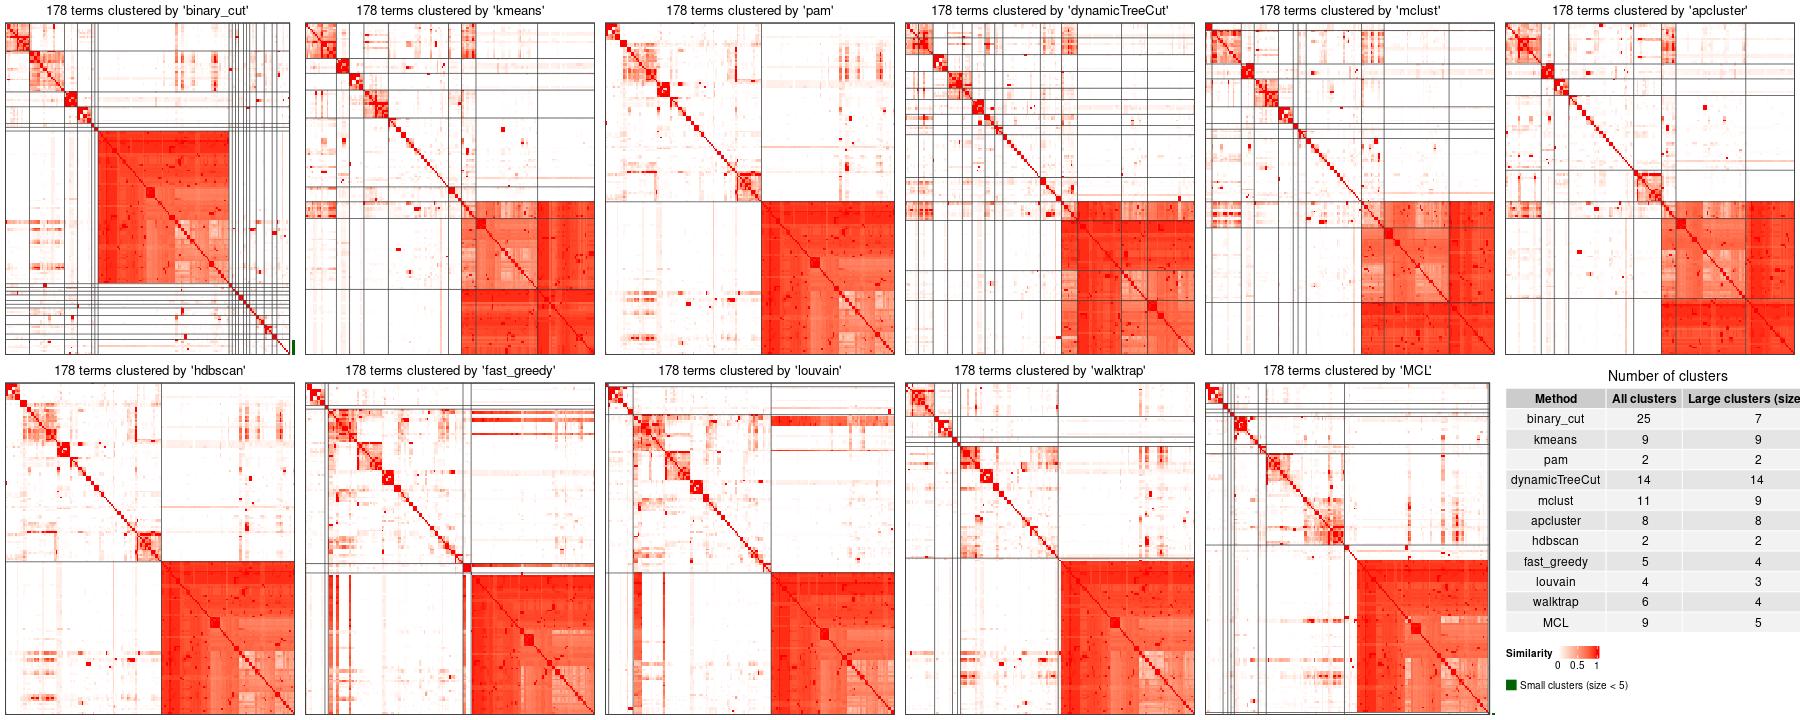 178 terms clustered by 'binary_cut'
178 terms clustered by 'kmeans'
178 terms clustered by 'pam'
178 terms clustered by 'dynamicTreeCut'
178 terms clustered by 'mclust'
178 terms clustered by 'apcluster'
178 terms clustered by 'hdbscan'
178 terms clustered by 'fast_greedy'
178 terms clustered by 'louvain'
178 terms clustered by 'walktrap'
178 terms clustered by 'MCL'
Number of clusters
Method All clusters Large clusters (size
binary_cut 25 7
kmeans 9 9
pam 2 2
dynamicTreeCut 14 14
mclust 11 9
apcluster 8 8
hdbscan 2 2
fast_greedy 5 4
louvain 4 3
walktrap 6 4
MCL 9 5
Similarity
0 0.5 1
Small clusters (size < 5)